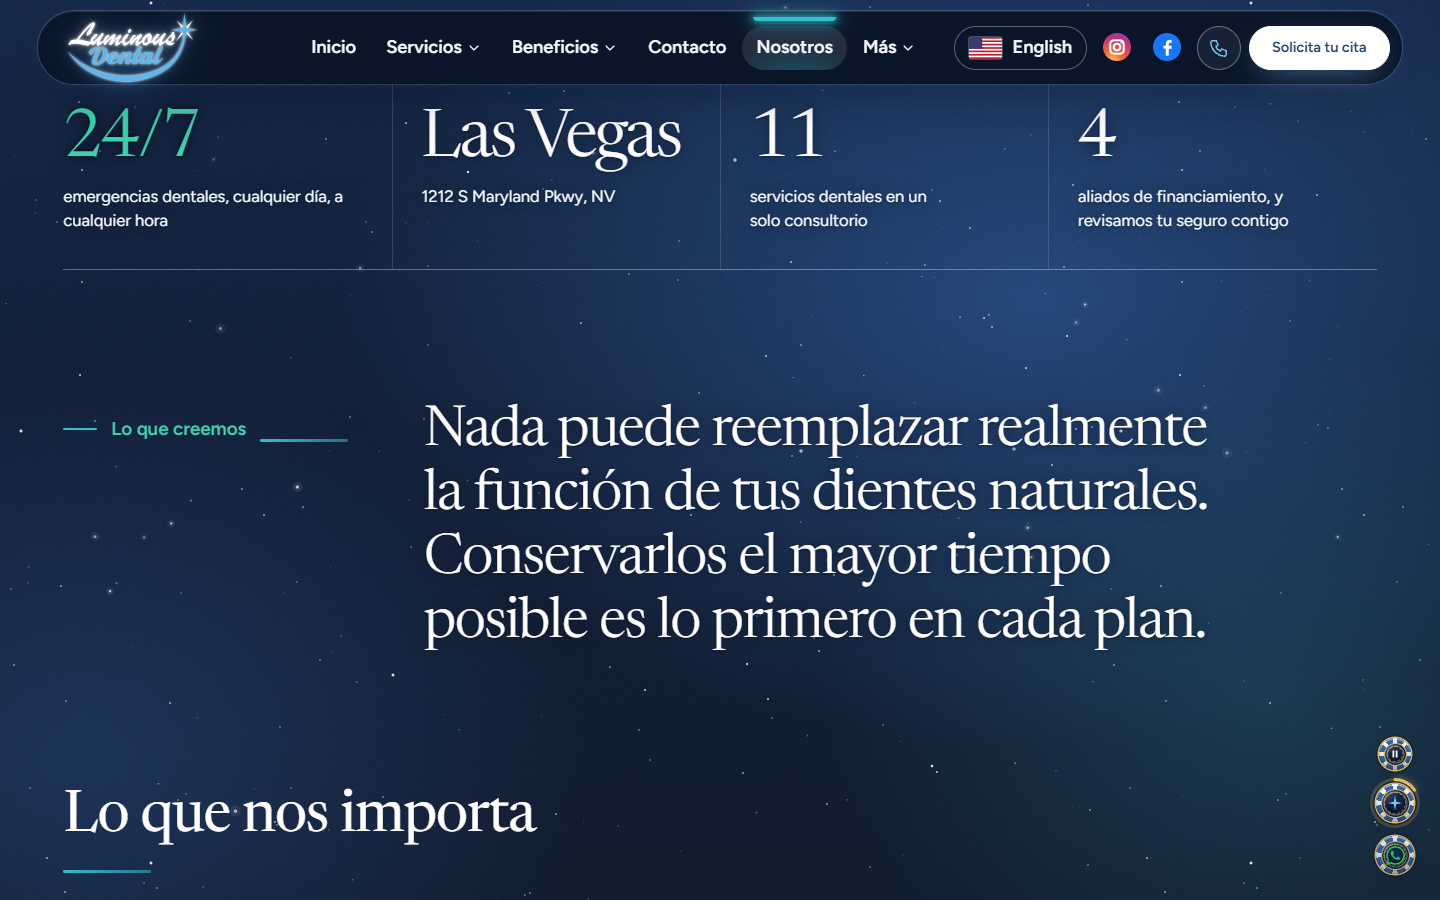 Luminous
Dental
Inicio
Servicios
Beneficios
Contacto
Nosotros
Más
English
Solicita tu cita
24/7
emergencias dentales, cualquier día, a
cualquier hora
Las Vegas
1212 S Maryland Pkwy, NV
11
servicios dentales en un
solo consultorio
4
aliados de financiamiento, y
revisamos tu seguro contigo
Lo que creemos
Nada puede reemplazar realmente
la función de tus dientes naturales.
Conservarlos el mayor tiempo
posible es lo primero en cada plan.
Lo que nos importa